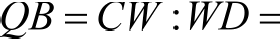 QB = CW : WD =